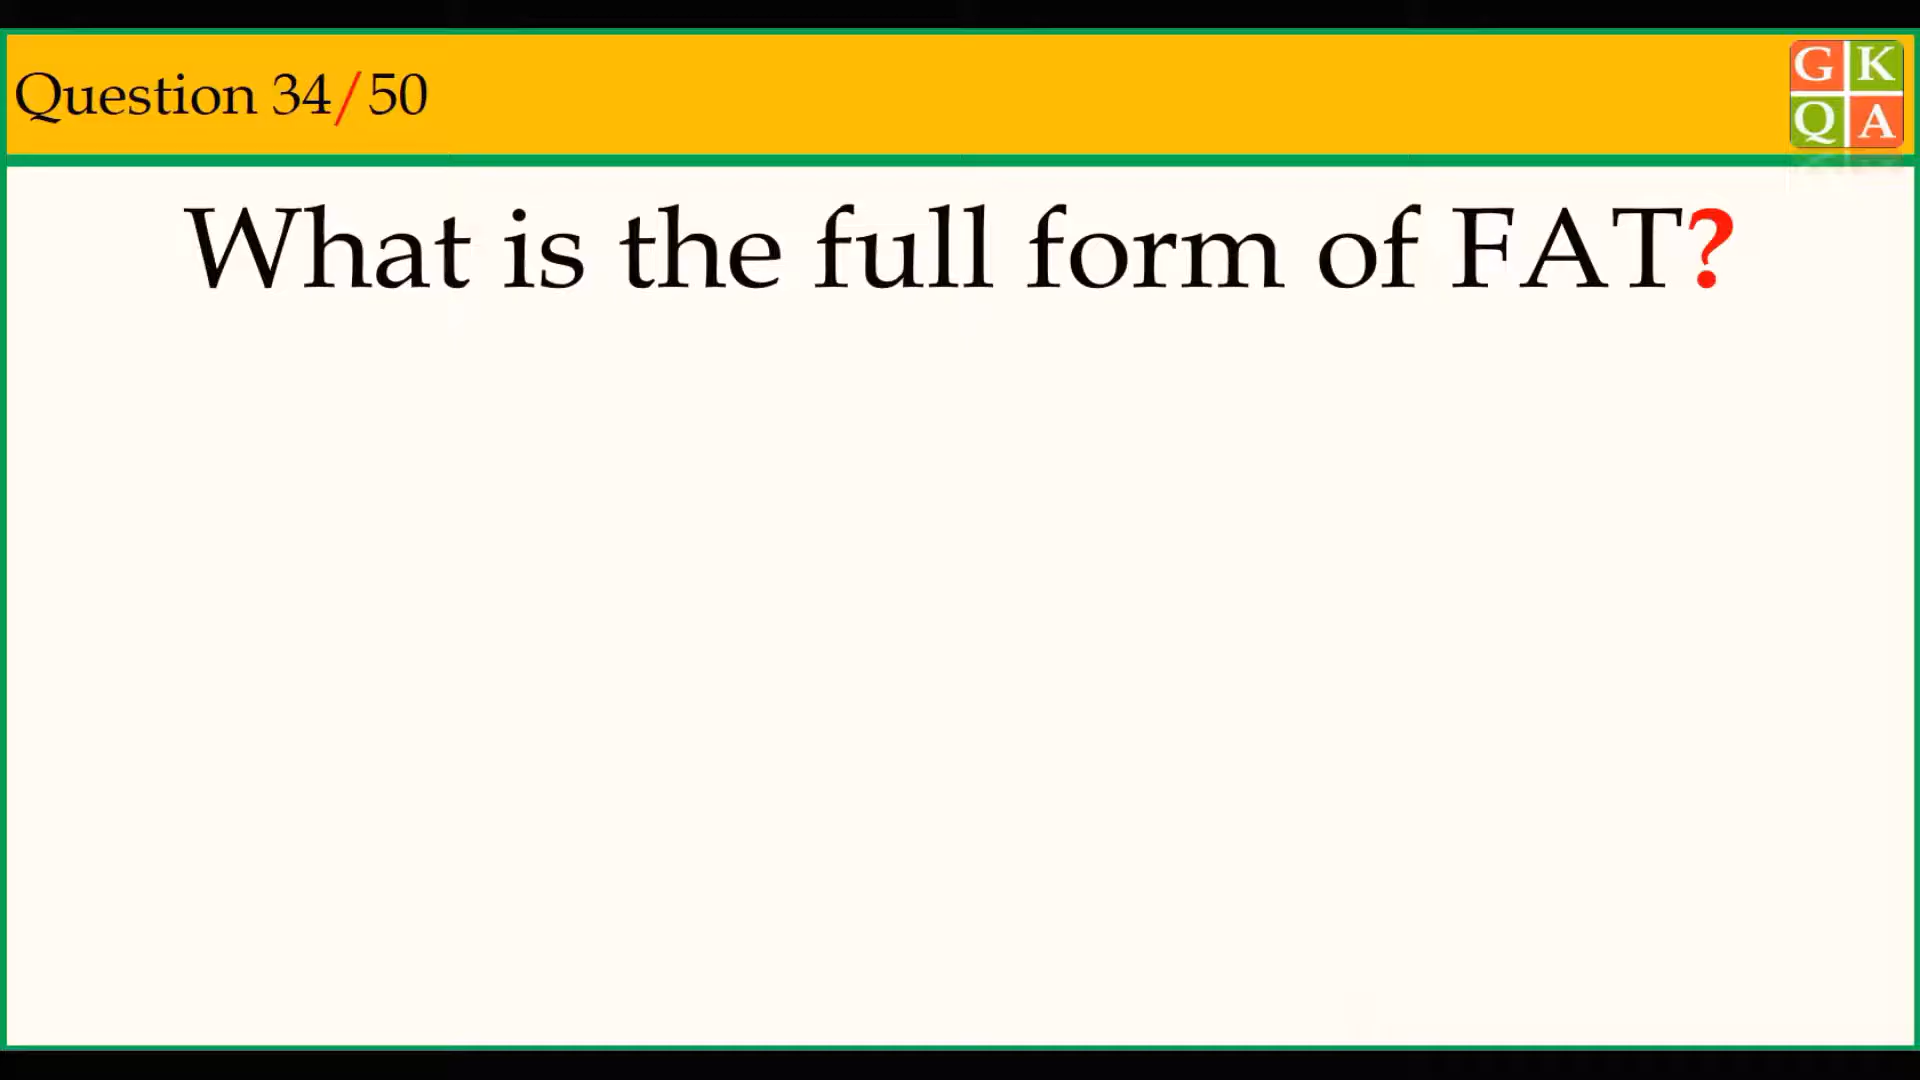 Question 34/50
G K
Q A
What is the full form of FAT?